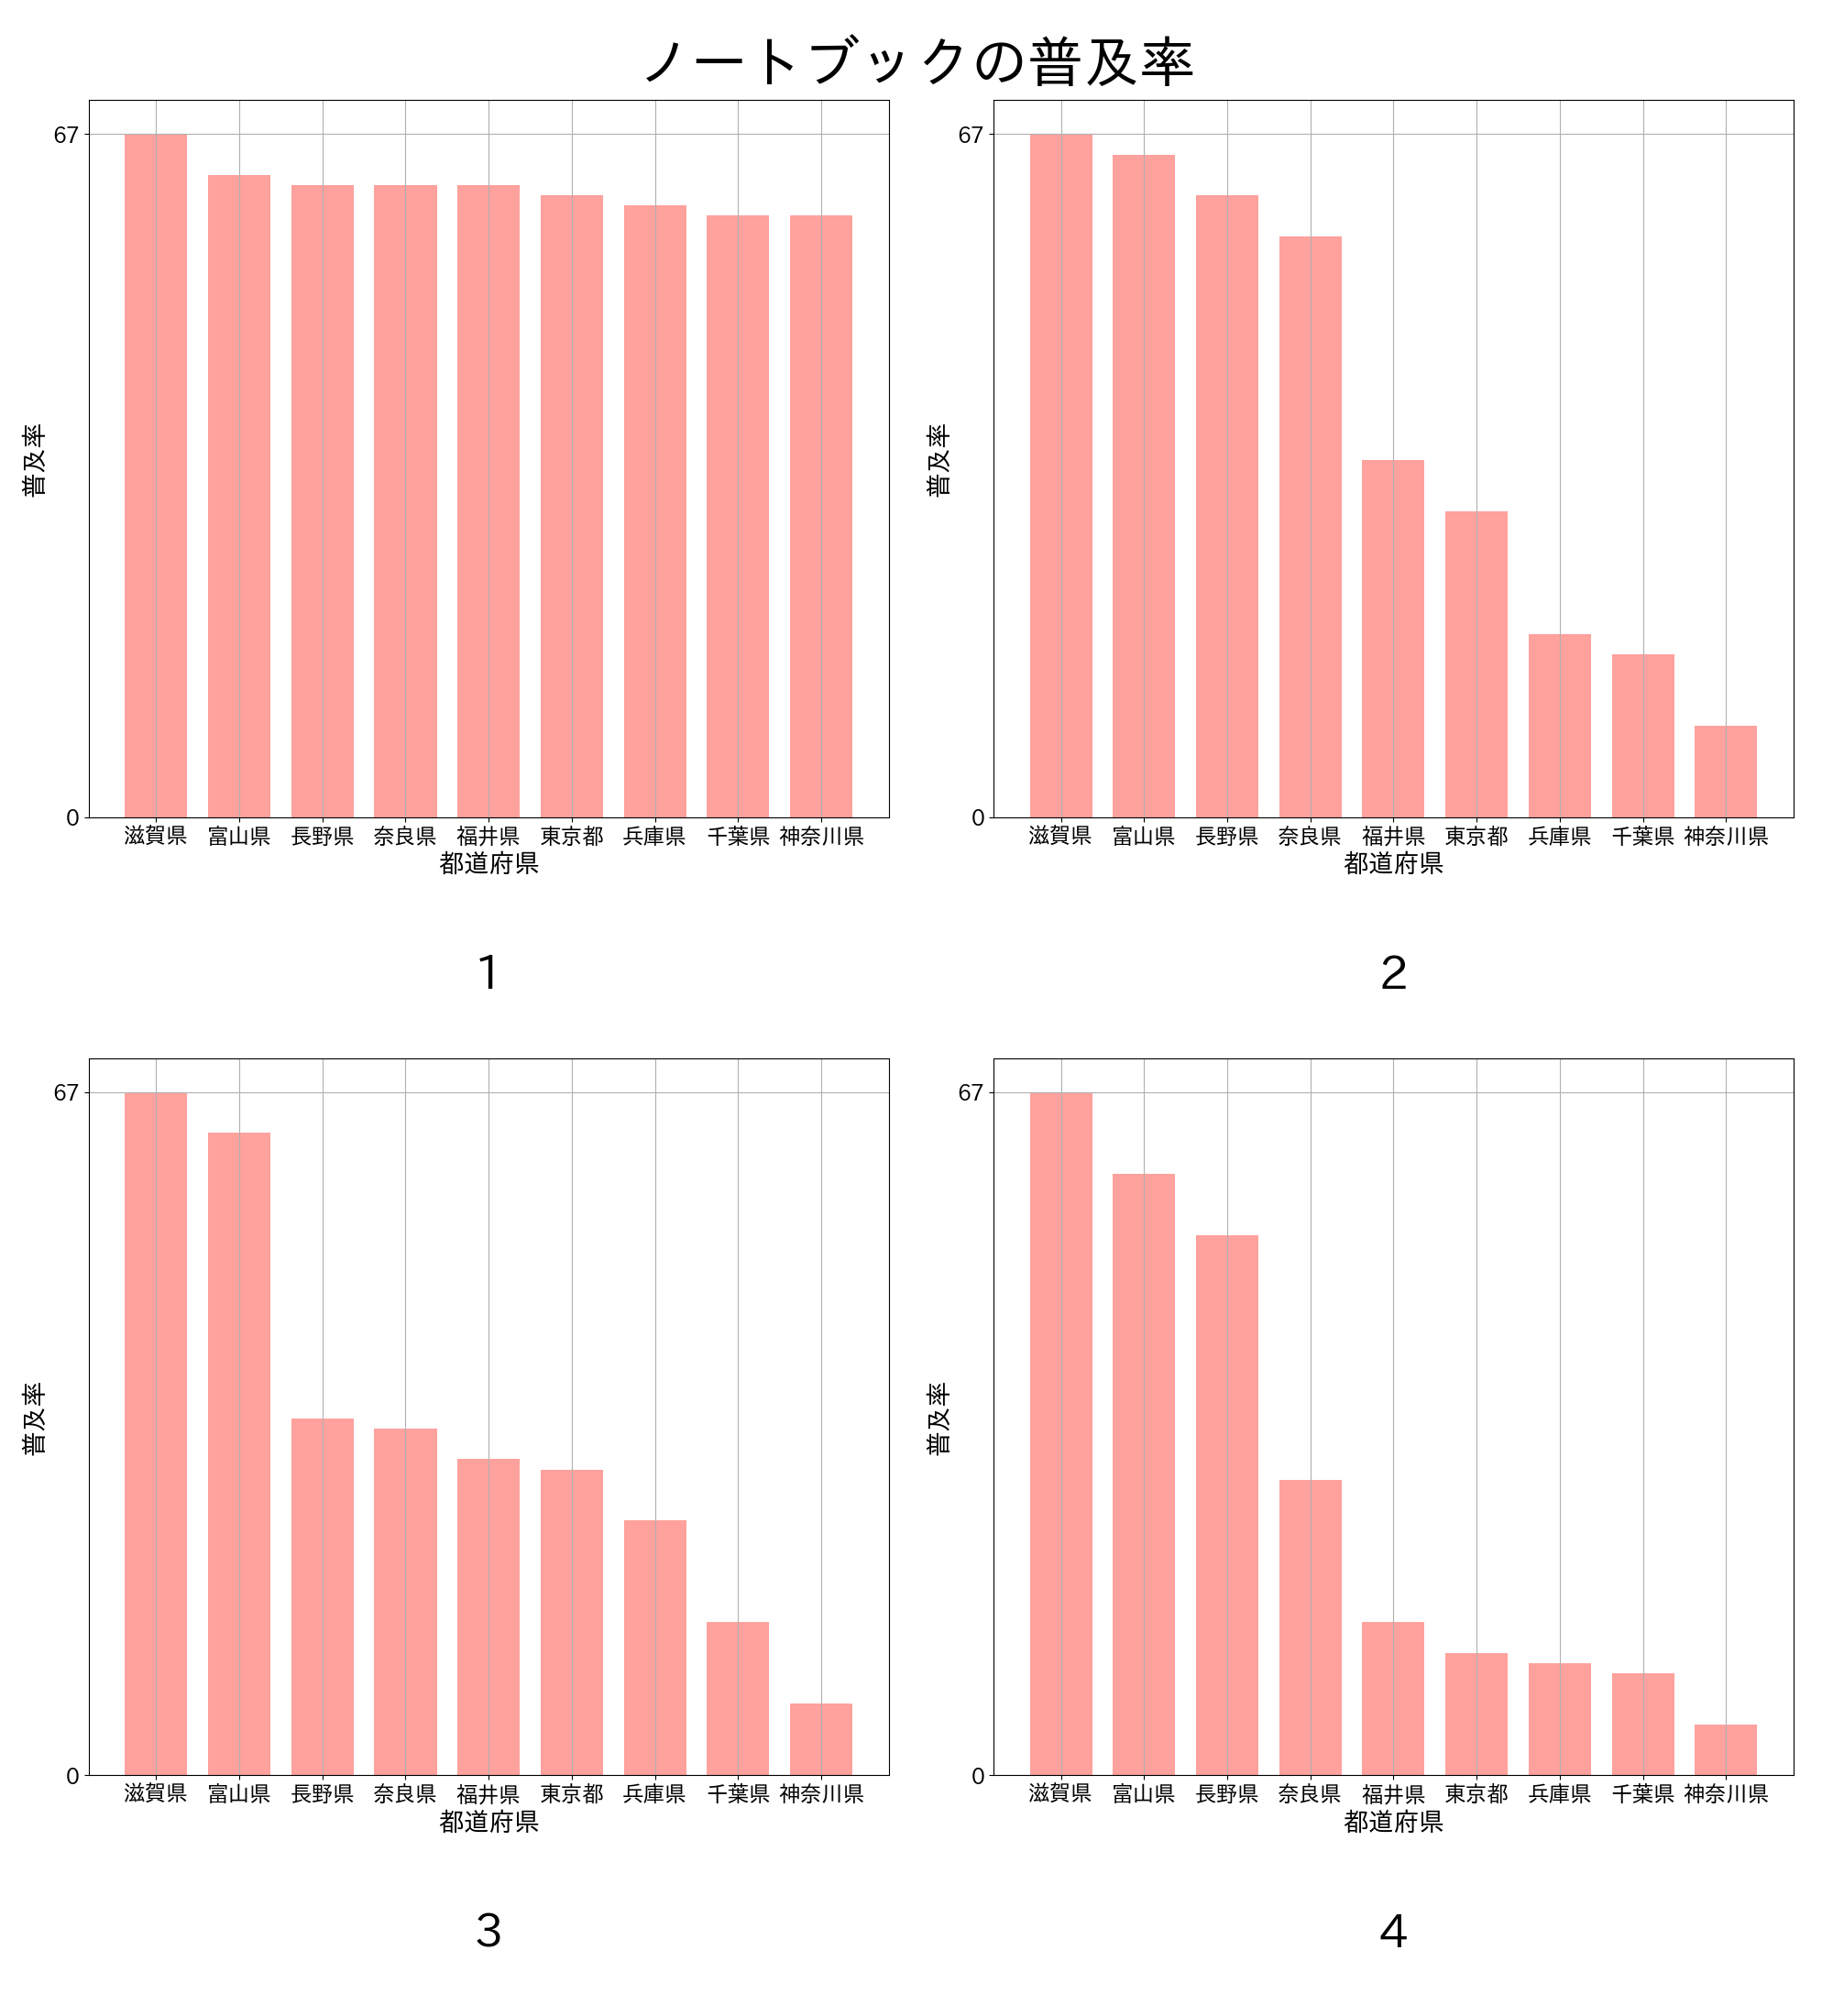 ノートブックの普及率
67
0
普及率
滋賀県 富山県 長野県 奈良県 福井県 東京都 兵庫県 千葉県 神奈川県
都道府県
1
67
0
普及率
滋賀県 富山県 長野県 奈良県 福井県 東京都 兵庫県 千葉県 神奈川県
都道府県
2
67
0
普及率
滋賀県 富山県 長野県 奈良県 福井県 東京都 兵庫県 千葉県 神奈川県
都道府県
3
67
0
普及率
滋賀県 富山県 長野県 奈良県 福井県 東京都 兵庫県 千葉県 神奈川県
都道府県
4